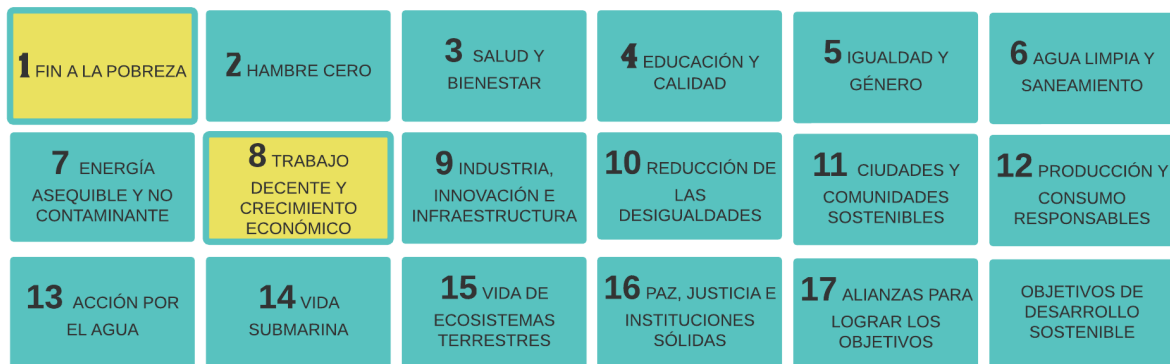 1 FIN A LA POBREZA
2 HAMBRE CERO
3 SALUD Y
BIENESTAR
4 EDUCACIÓN Y
CALIDAD
5 IGUALDAD Y
GÉNERO
6 AGUA LIMPIA Y
SANEAMIENTO
7 ENERGÍA
ASEQUIBLE Y NO
CONTAMINANTE
8 TRABAJO
DECENTE Y
CRECIMIENTO
ECONÓMICO
9 INDUSTRIA,
INNOVACIÓN E
INFRAESTRUCTURA
10 REDUCCIÓN DE
LAS
DESIGUALDADES
11 CIUDADES Y
COMUNIDADES
SOSTENIBLES
12 PRODUCCIÓN Y
CONSUMO
RESPONSABLES
13 ACCIÓN POR
EL AGUA
14 VIDA
SUBMARINA
15 VIDA DE
ECOSISTEMAS
TERRESTRES
16 PAZ, JUSTICIA E
INSTITUCIONES
SÓLIDAS
17 ALIANZAS PARA
LOGRAR LOS
OBJETIVOS
OBJETIVOS DE
DESARROLLO
SOSTENIBLE